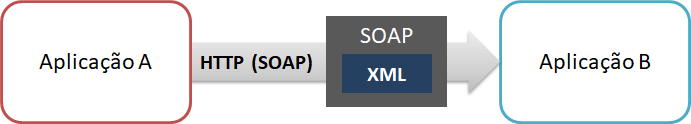 Aplicação A
HTTP (SOAP)
SOAP
XML
Aplicação B